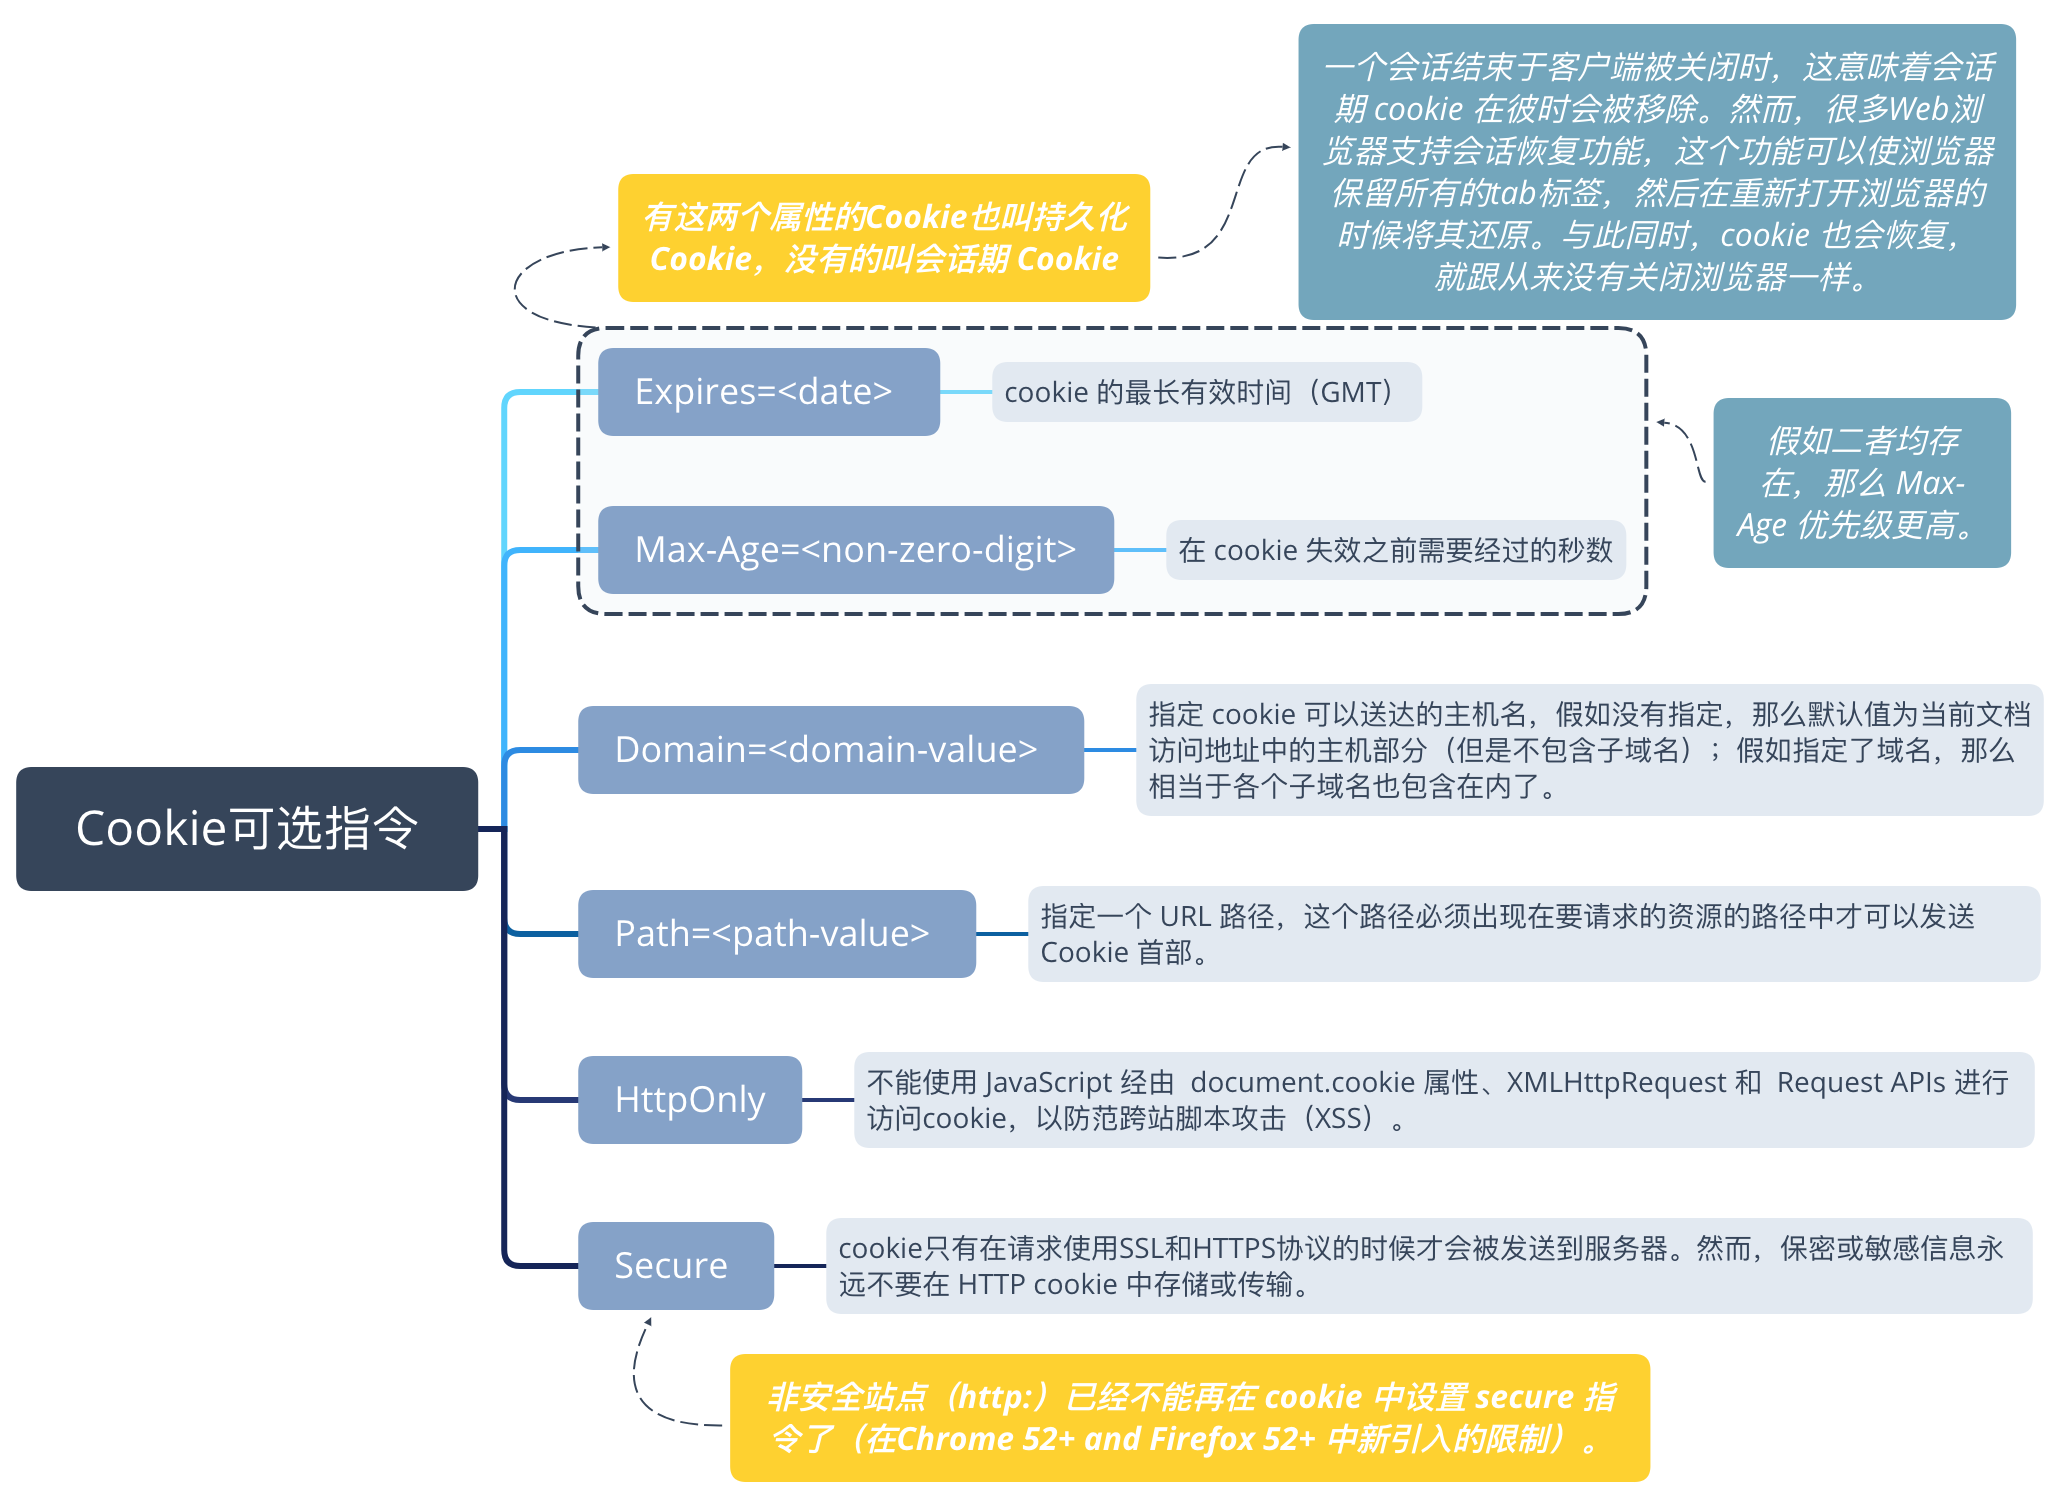 一个会话结束于客户端被关闭时，这意味着会话
期 cookie 在彼时会被移除。然而，很多Web浏
览器支持会话恢复功能，这个功能可以使浏览器
保留所有的tab标签，然后在重新打开浏览器的
时候将其还原。与此同时，cookie 也会恢复，
就跟从来没有关闭浏览器一样。
有这两个属性的Cookie也叫持久化
Cookie，没有的叫会话期 Cookie
Expires=<date>
cookie 的最长有效时间（GMT）
假如二者均存
在，那么 Max-
Age 优先级更高。
Max-Age=<non-zero-digit>
在 cookie 失效之前需要经过的秒数
Domain=<domain-value>
指定 cookie 可以送达的主机名，假如没有指定，那么默认值为当前文档
访问地址中的主机部分（但是不包含子域名）；假如指定了域名，那么
相当于各个子域名也包含在内了。
Cookie可选指令
Path=<path-value>
指定一个 URL 路径，这个路径必须出现在要请求的资源的路径中才可以发送
Cookie 首部。
HttpOnly
不能使用 JavaScript 经由  document.cookie 属性、XMLHttpRequest 和  Request APIs 进行
访问cookie，以防范跨站脚本攻击（XSS）。
Secure
cookie只有在请求使用SSL和HTTPS协议的时候才会被发送到服务器。然而，保密或敏感信息永
远不要在 HTTP cookie 中存储或传输。
非安全站点（http:）已经不能再在 cookie 中设置 secure 指
令了（在Chrome 52+ and Firefox 52+ 中新引入的限制）。